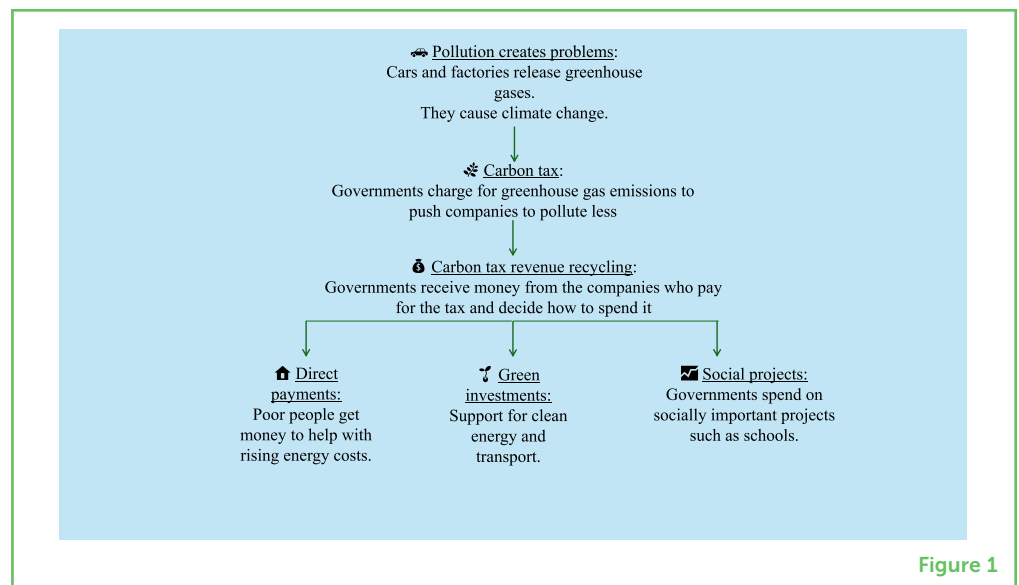 Pollution creates problems:
Cars and factories release greenhouse
gases.
They cause climate change.
Carbon tax:
Governments charge for greenhouse gas emissions to
push companies to pollute less
Carbon tax revenue recycling:
Governments receive money from the companies who pay
for the tax and decide how to spend it
Direct
payments:
Poor people get
money to help with
rising energy costs.
Green
investments:
Support for clean
energy and
transport.
Social projects:
Governments spend on
socially important projects
such as schools.
Figure 1